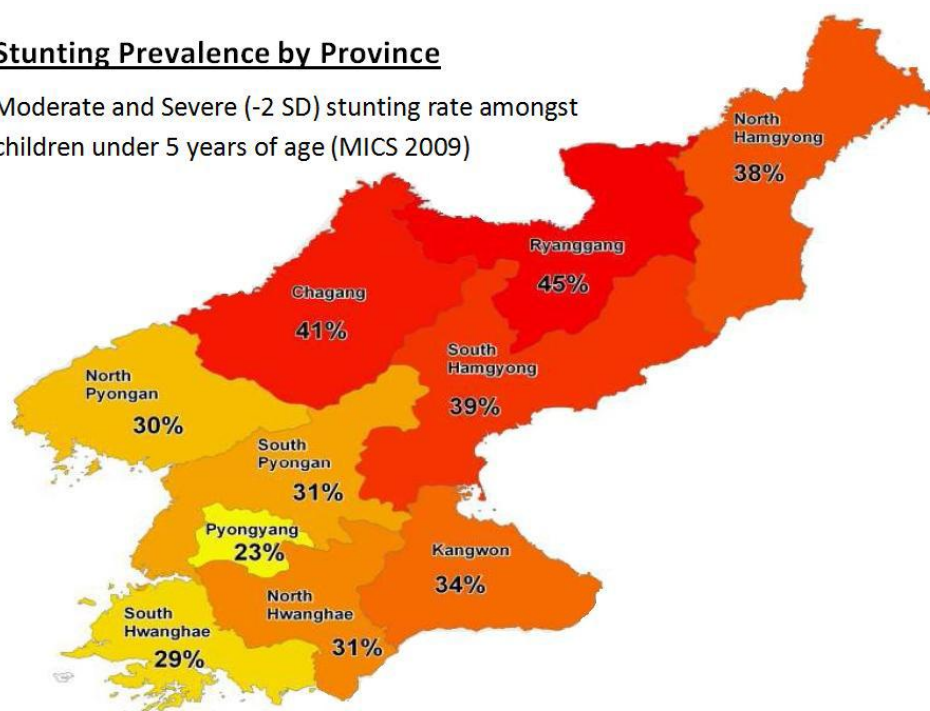 Stunting Prevalence by Province
Moderate and Severe (-2 SD) stunting rate amongst
children under 5 years of age (MICS 2009)
North
Hamgyong
38%
Ryanggang
45%
Chagang
41%
South
Hamgyong
39%
North
Pyongan
30%
South
Pyongan
31%
Pyongyang
23%
Kangwon
34%
North
Hwanghae
31%
South
Hwanghae
29%